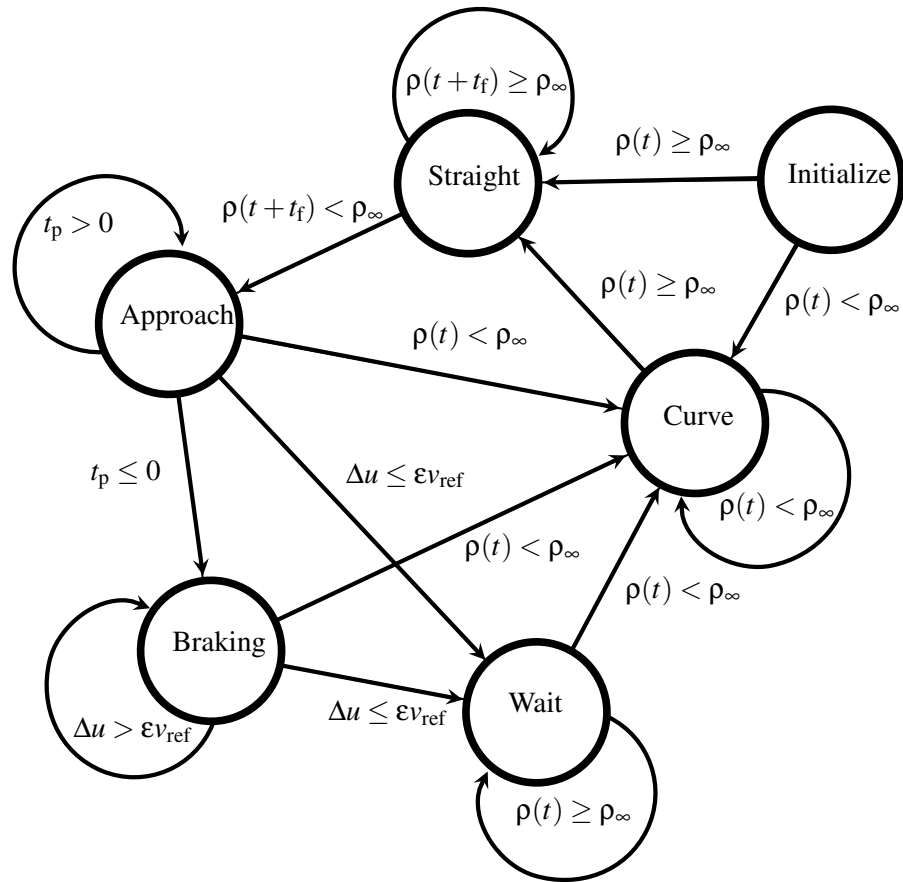 ρ(t + t_f) ≥ ρ_∞
ρ(t) ≥ ρ_∞
Straight
Initialize
t_p > 0
ρ(t + t_f) < ρ_∞
ρ(t) ≥ ρ_∞
ρ(t) < ρ_∞
Approach
ρ(t) < ρ_∞
Curve
t_p ≤ 0
Δu ≤ εv_ref
ρ(t) < ρ_∞
ρ(t) < ρ_∞
ρ(t) < ρ_∞
Braking
Wait
Δu > εv_ref
Δu ≤ εv_ref
ρ(t) ≥ ρ_∞